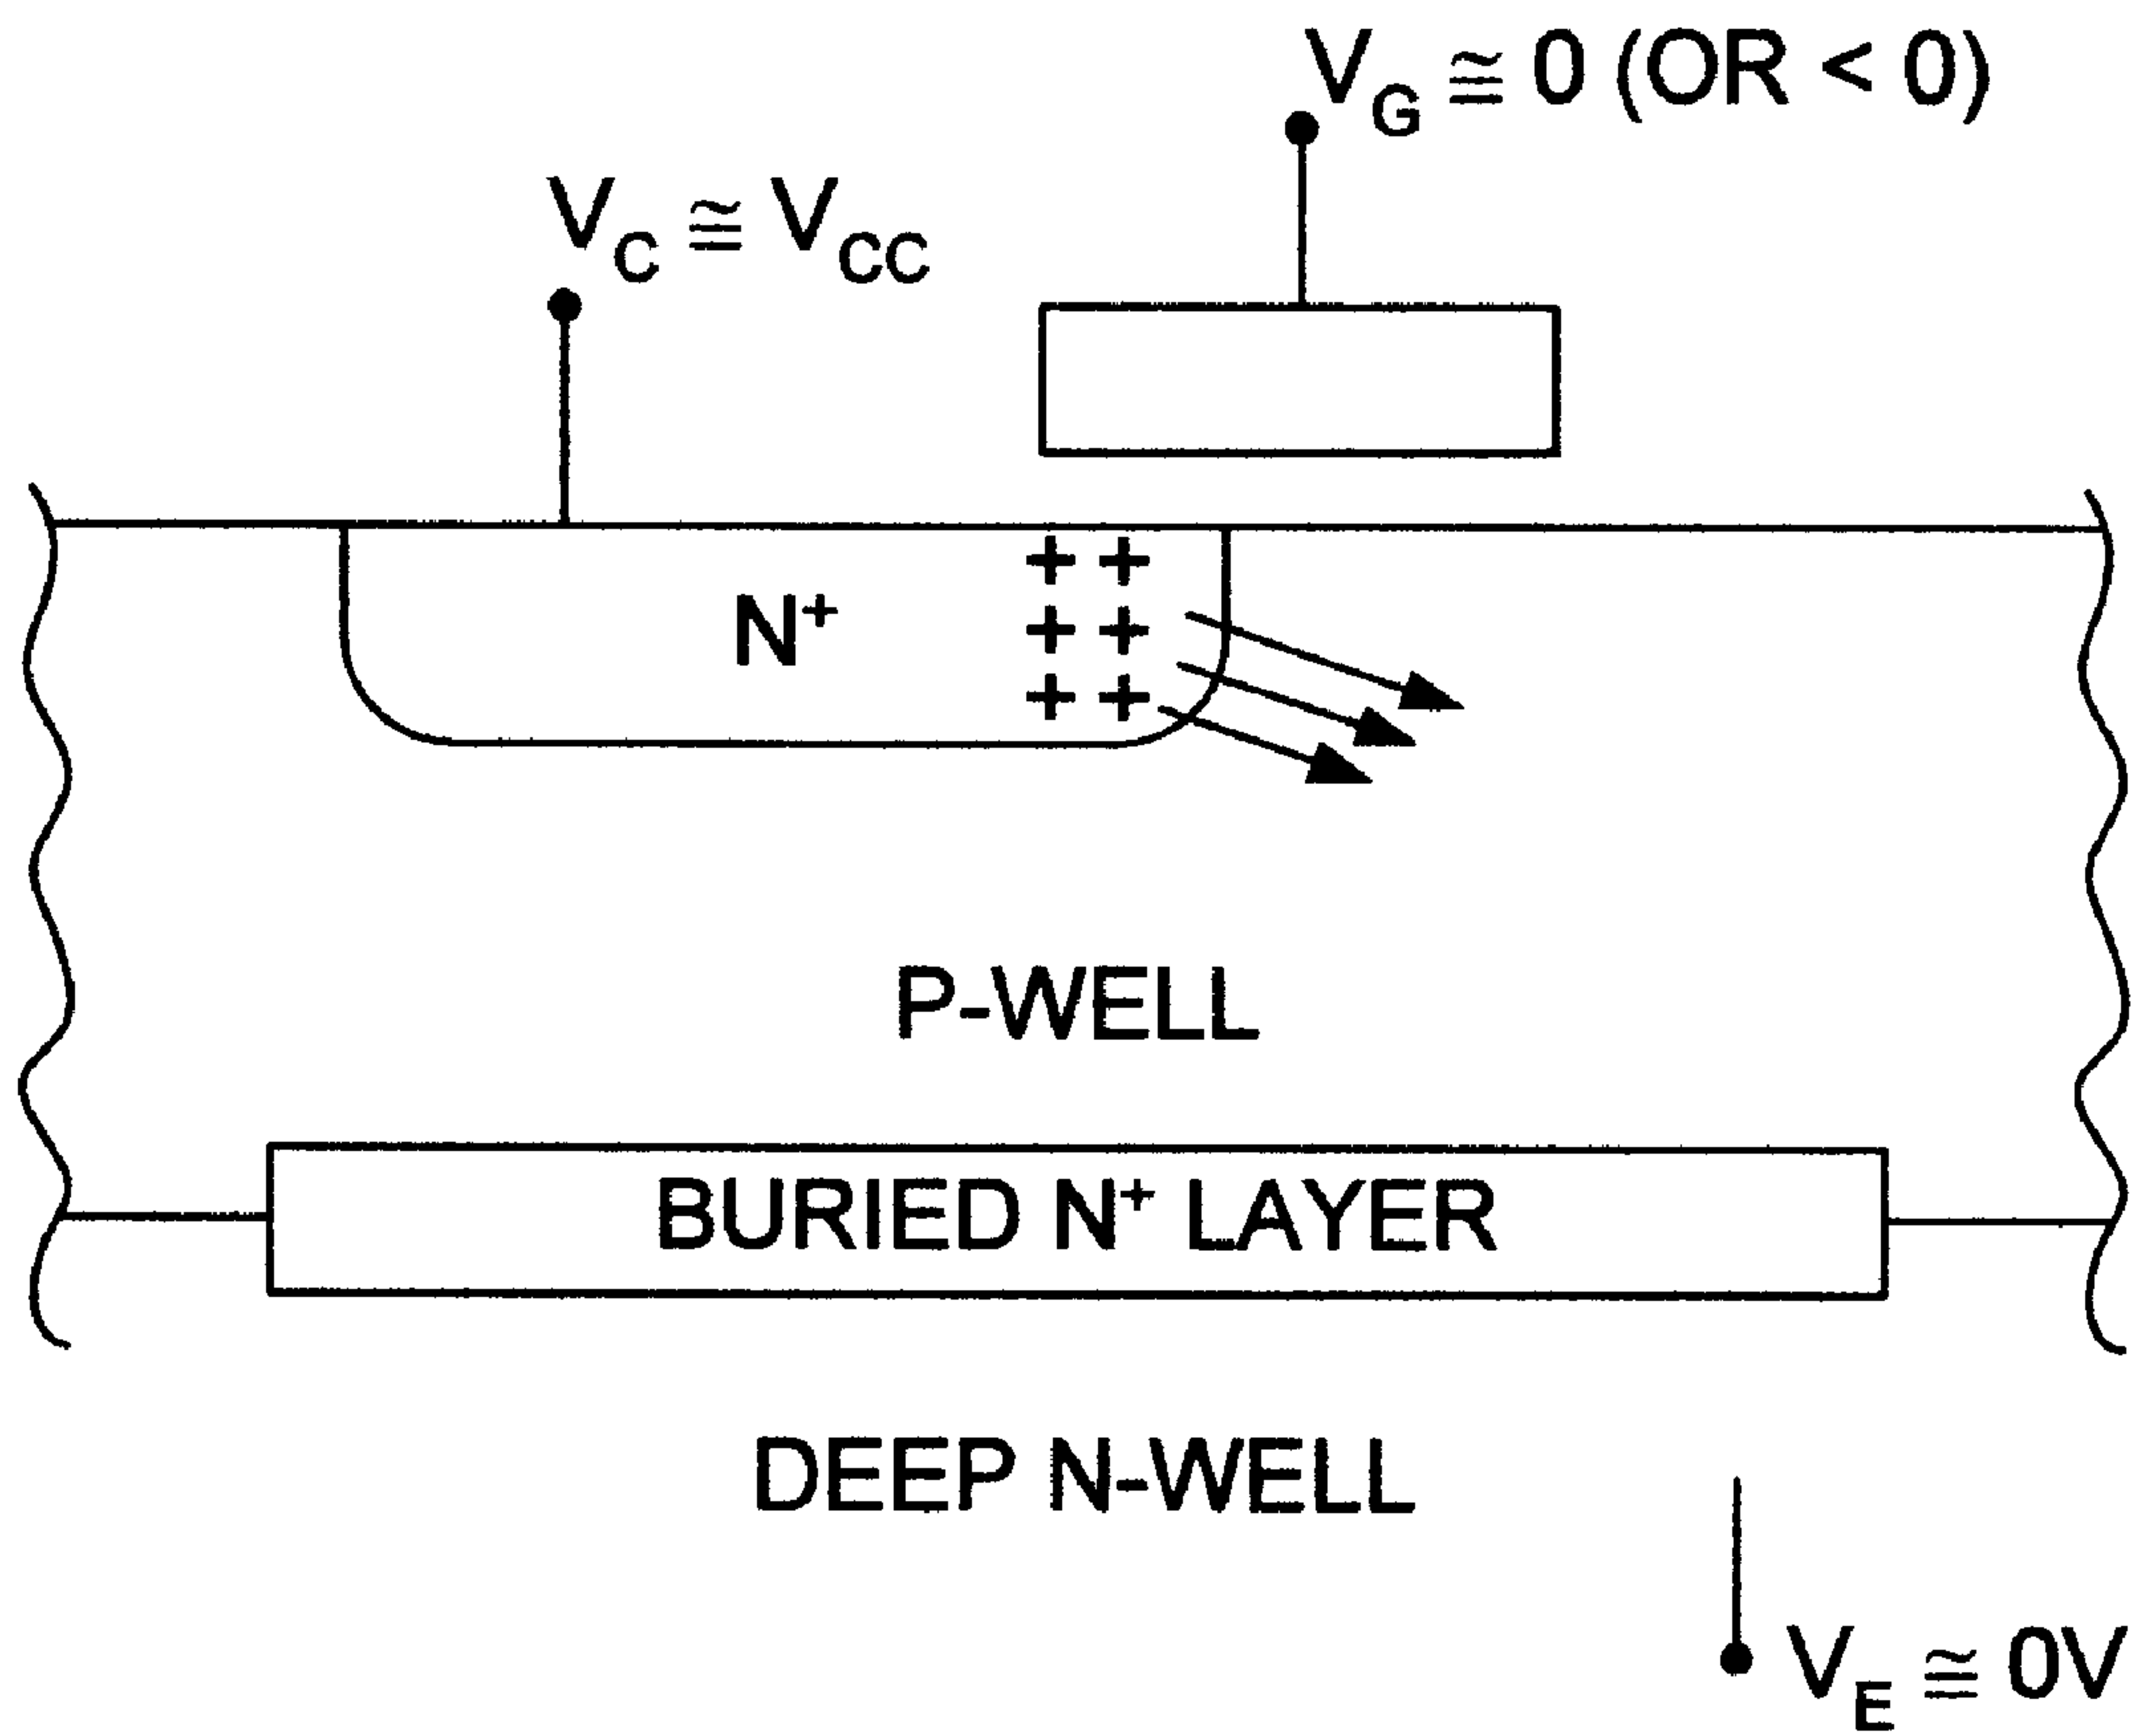 V_G ≅ 0 (OR < 0)
V_C ≅ V_CC
+ +
N⁺
+ +
+ +
P-WELL
BURIED N⁺ LAYER
DEEP N-WELL
V_E ≅ 0V